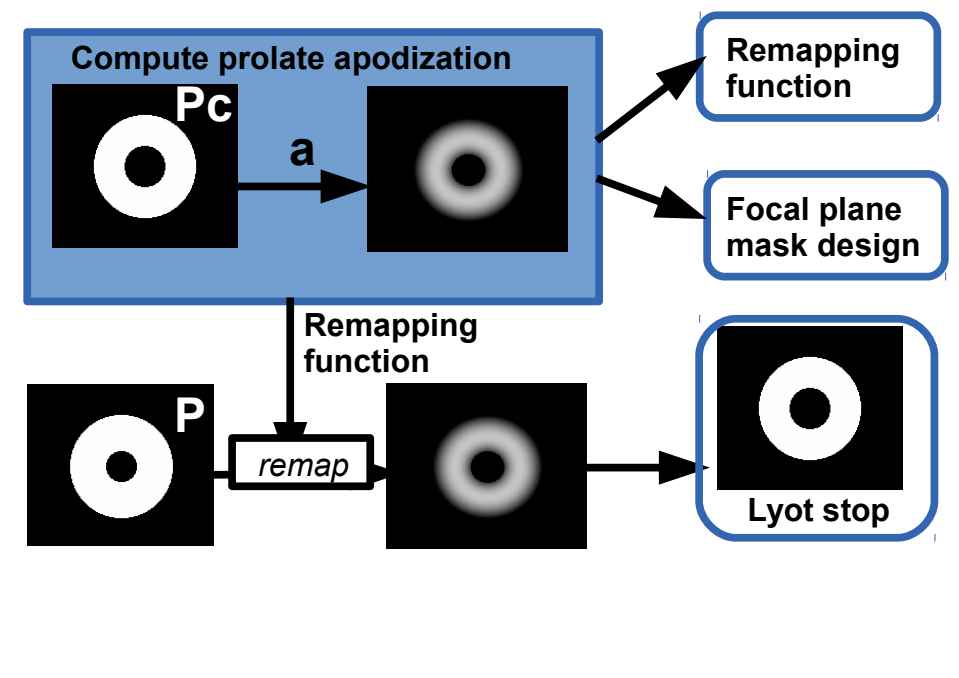 Compute prolate apodization
Pc
a
Remapping
function
Focal plane
mask design
Remapping
function
P
remap
Lyot stop